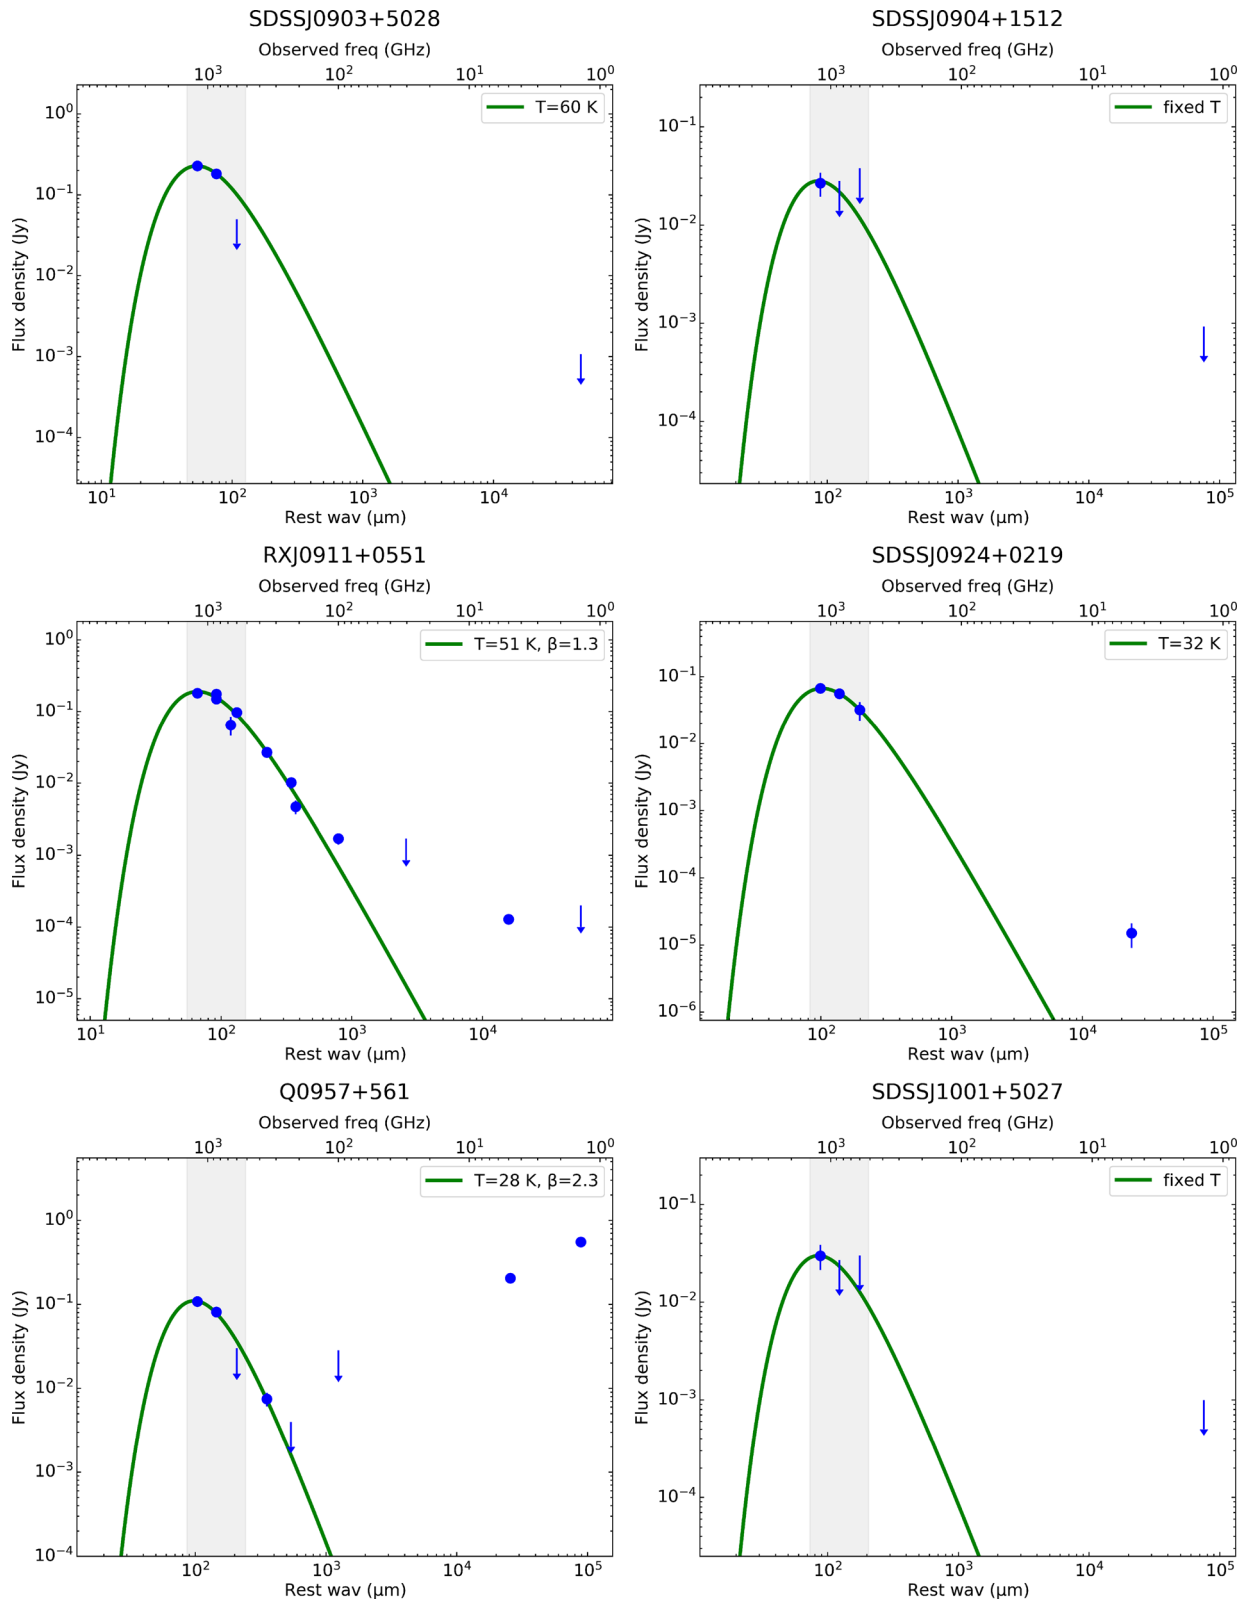 SDSSJ0903+5028
Observed freq (GHz)
10³ 10² 10¹ 10⁰
T=60 K
Flux density (Jy)
10⁰
10⁻¹
10⁻²
10⁻³
10⁻⁴
10¹ 10² 10³ 10⁴
Rest wav (μm)
SDSSJ0904+1512
Observed freq (GHz)
10³ 10² 10¹ 10⁰
fixed T
Flux density (Jy)
10⁻¹
10⁻²
10⁻³
10⁻⁴
10² 10³ 10⁴ 10⁵
Rest wav (μm)
RXJ0911+0551
Observed freq (GHz)
10³ 10² 10¹ 10⁰
T=51 K, β=1.3
Flux density (Jy)
10⁰
10⁻¹
10⁻²
10⁻³
10⁻⁴
10⁻⁵
10¹ 10² 10³ 10⁴
Rest wav (μm)
SDSSJ0924+0219
Observed freq (GHz)
10³ 10² 10¹ 10⁰
T=32 K
Flux density (Jy)
10⁻¹
10⁻²
10⁻³
10⁻⁴
10⁻⁵
10⁻⁶
10² 10³ 10⁴ 10⁵
Rest wav (μm)
Q0957+561
Observed freq (GHz)
10³ 10² 10¹ 10⁰
T=28 K, β=2.3
Flux density (Jy)
10⁰
10⁻¹
10⁻²
10⁻³
10⁻⁴
10² 10³ 10⁴ 10⁵
Rest wav (μm)
SDSSJ1001+5027
Observed freq (GHz)
10³ 10² 10¹ 10⁰
fixed T
Flux density (Jy)
10⁻¹
10⁻²
10⁻³
10⁻⁴
10² 10³ 10⁴ 10⁵
Rest wav (μm)